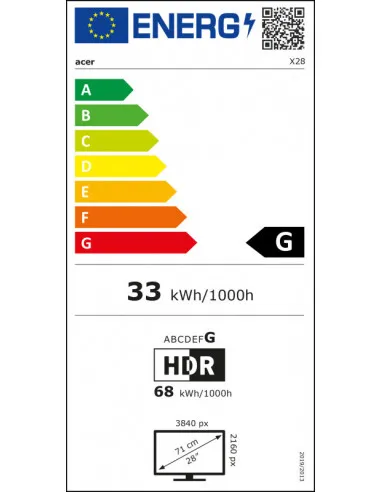 ENERG
acer X28
A
B
C
D
E
F
G G
33 kWh/1000h
ABCDEFG
HDR
68 kWh/1000h
3840 px
71 cm
28"
2160 px
2019/2013